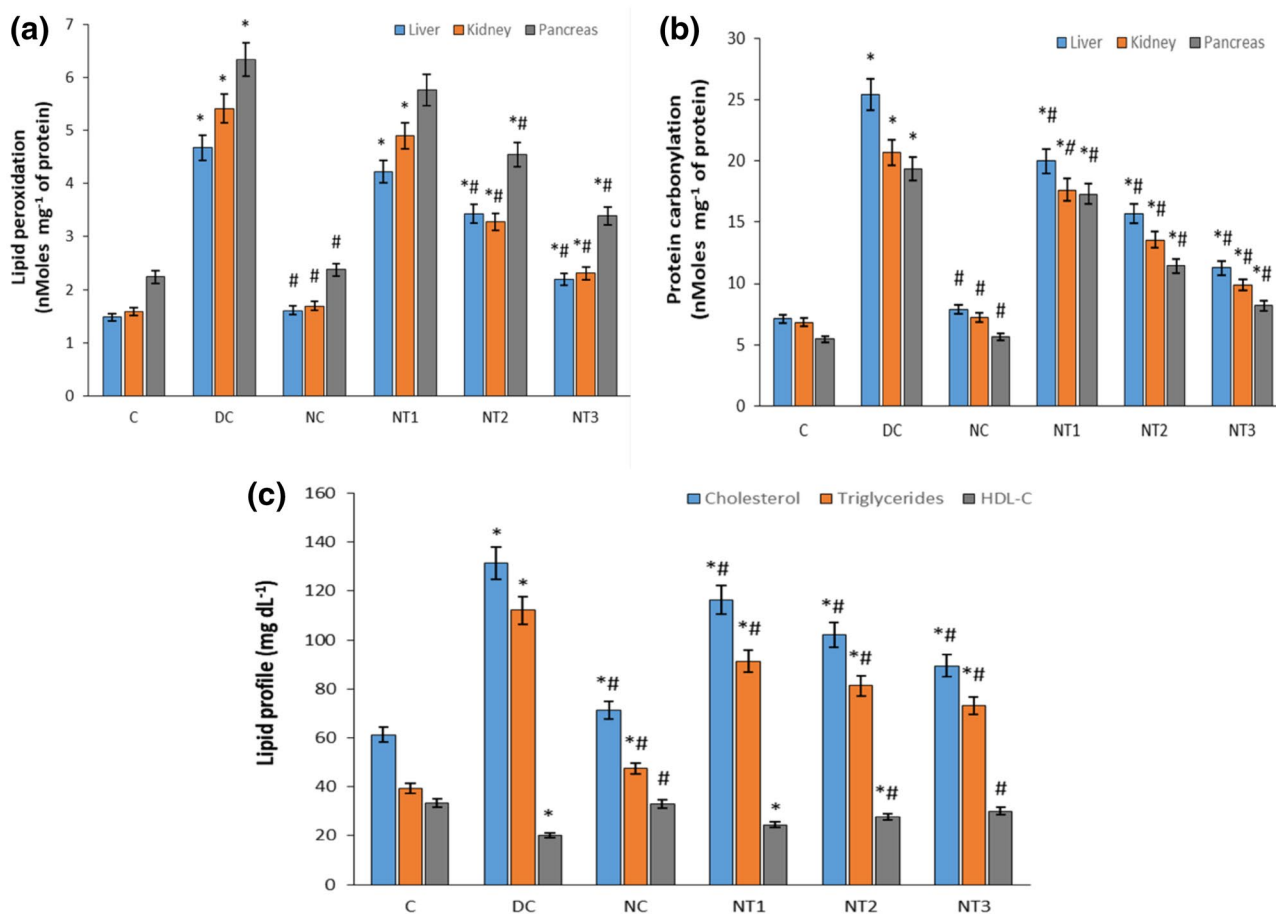 (a)
Lipid peroxidation
(nMoles mg⁻¹ of protein)
7
6
5
4
3
2
1
0
Liver Kidney Pancreas
* * *
# # #
* *
*# *# *#
*# *# *#
C DC NC NT1 NT2 NT3
(b)
Protein carbonylation
(nMoles mg⁻¹ of protein)
30
25
20
15
10
5
0
Liver Kidney Pancreas
* * *
# # #
*# *# *#
*# *# *#
*# *# *#
C DC NC NT1 NT2 NT3
(c)
Lipid profile (mg dL⁻¹)
160
140
120
100
80
60
40
20
0
Cholesterol Triglycerides HDL-C
* * *
*# *# #
*# *# *
*# *# *#
*# *# #
C DC NC NT1 NT2 NT3